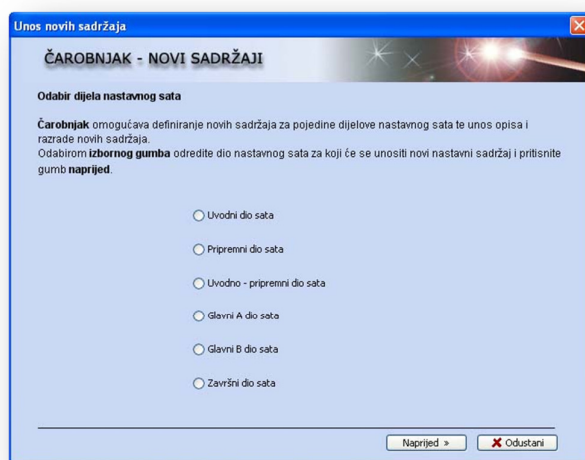 Unos novih sadržaja
ČAROBNJAK - NOVI SADRŽAJI
Odabir dijela nastavnog sata
Čarobnjak omogućava definiranje novih sadržaja za pojedine dijelove nastavnog sata te unos opisa i
razrade novih sadržaja.
Odabirom izbornog gumba odredite dio nastavnog sata za koji će se unositi novi nastavni sadržaj i pritisnite
gumb naprijed.
Uvodni dio sata
Pripremni dio sata
Uvodno - pripremni dio sata
Glavni A dio sata
Glavni B dio sata
Završni dio sata
Naprijed »
Odustani